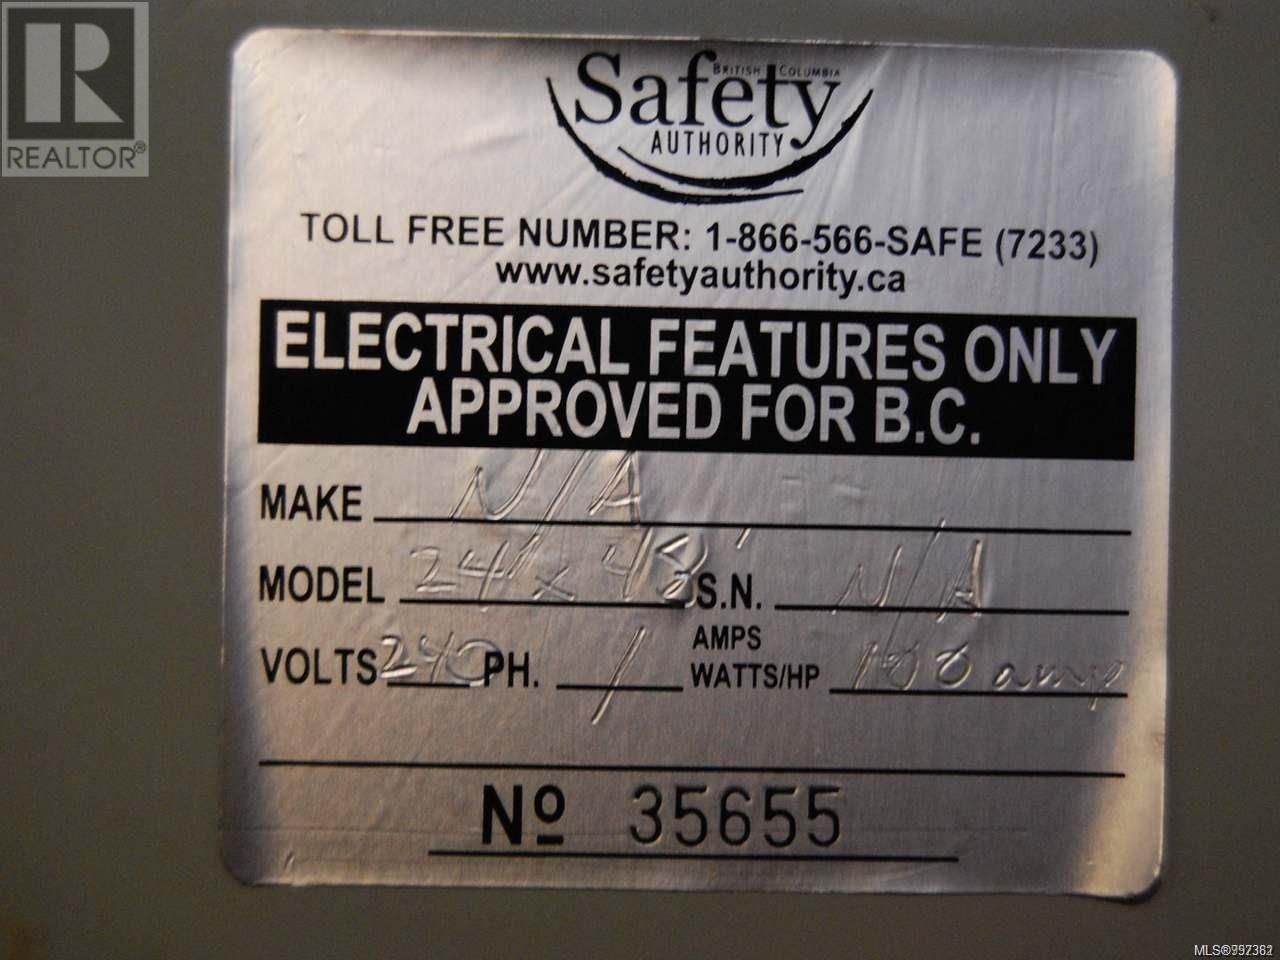 REALTOR®
BRITISH COLUMBIA
Safety
AUTHORITY
TOLL FREE NUMBER: 1-866-566-SAFE (7233)
www.safetyauthority.ca
ELECTRICAL FEATURES ONLY
APPROVED FOR B.C.
MAKE N/A
MODEL 24' x 48' S.N. N/A
VOLTS 240 PH. 1 AMPS WATTS/HP 100 amp
Nº 35655